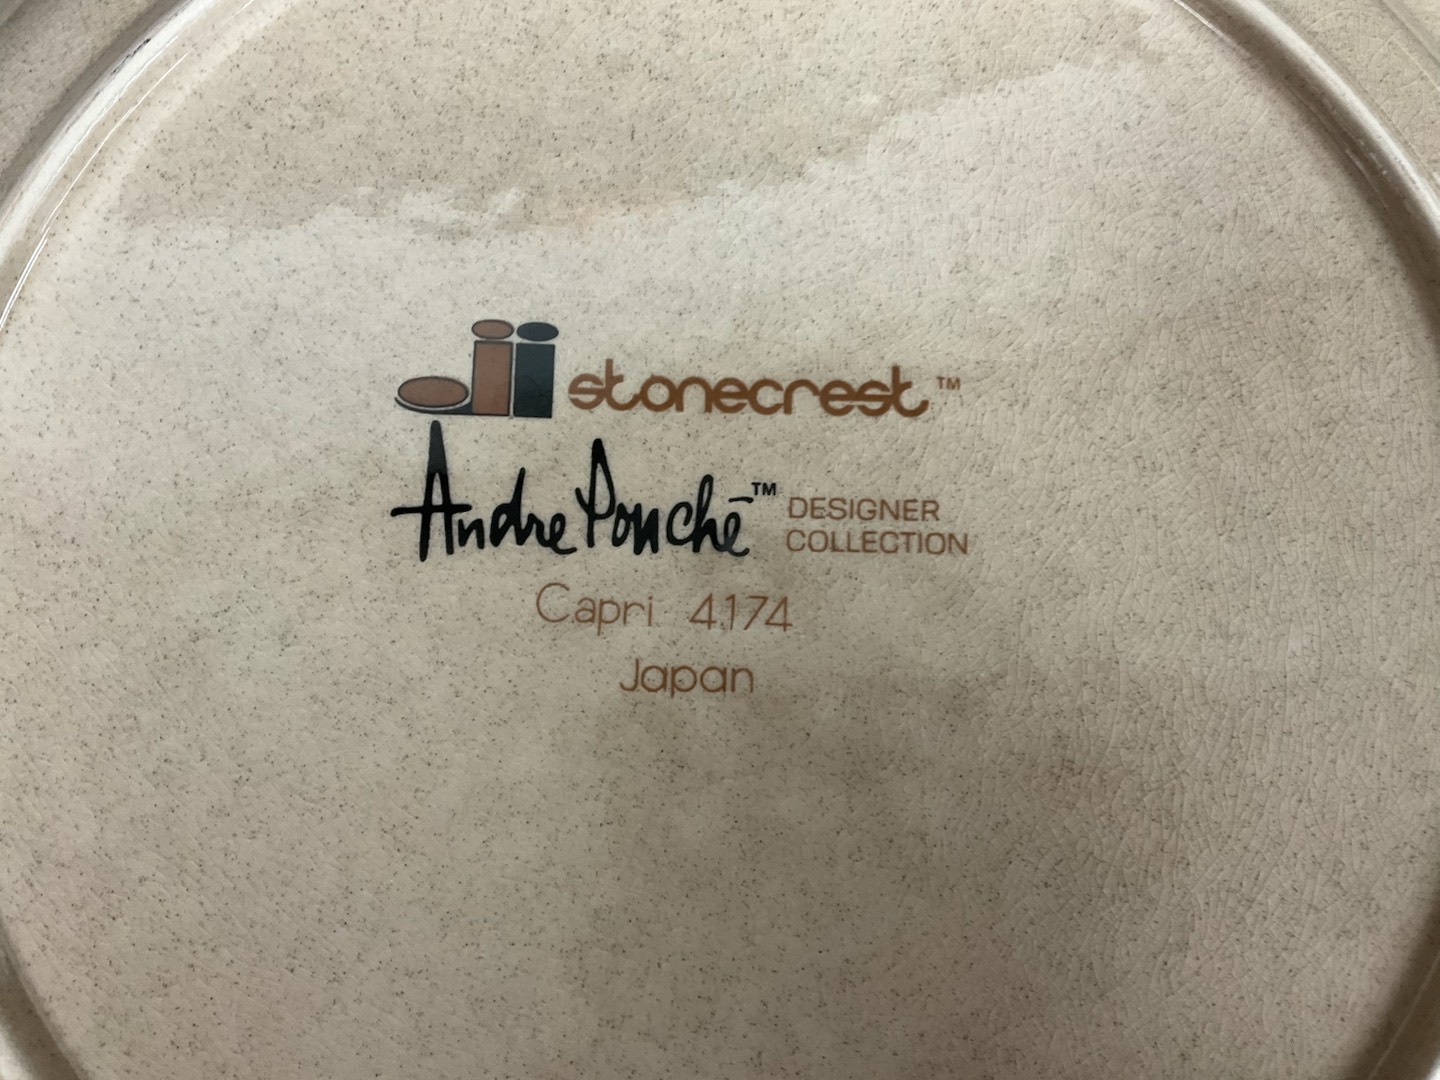 stonecrest™
Andre Ponché™ DESIGNER
COLLECTION
Capri 4174
Japan